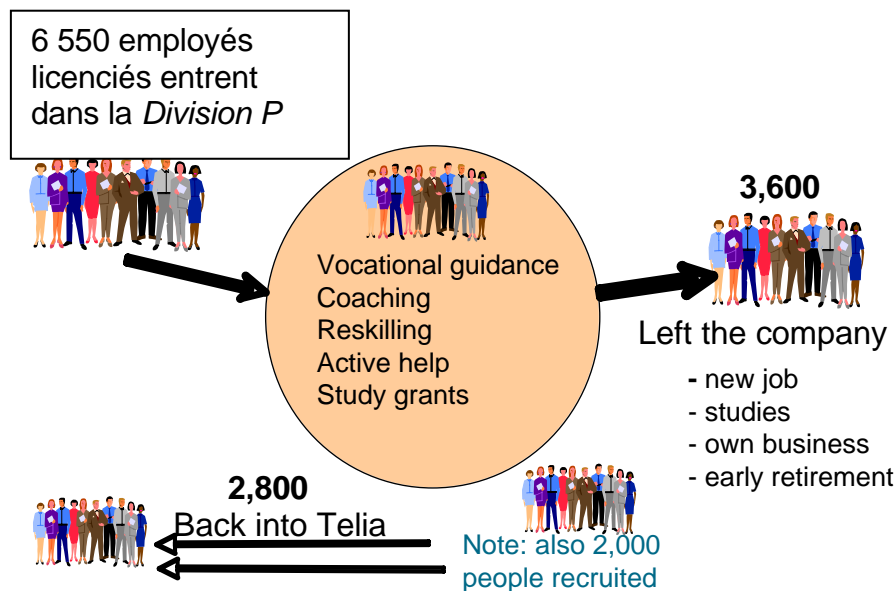 6 550 employés
licenciés entrent
dans la Division P
3,600
Vocational guidance
Coaching
Reskilling
Active help
Study grants
Left the company
- new job
- studies
- own business
- early retirement
2,800
Back into Telia
Note: also 2,000
people recruited